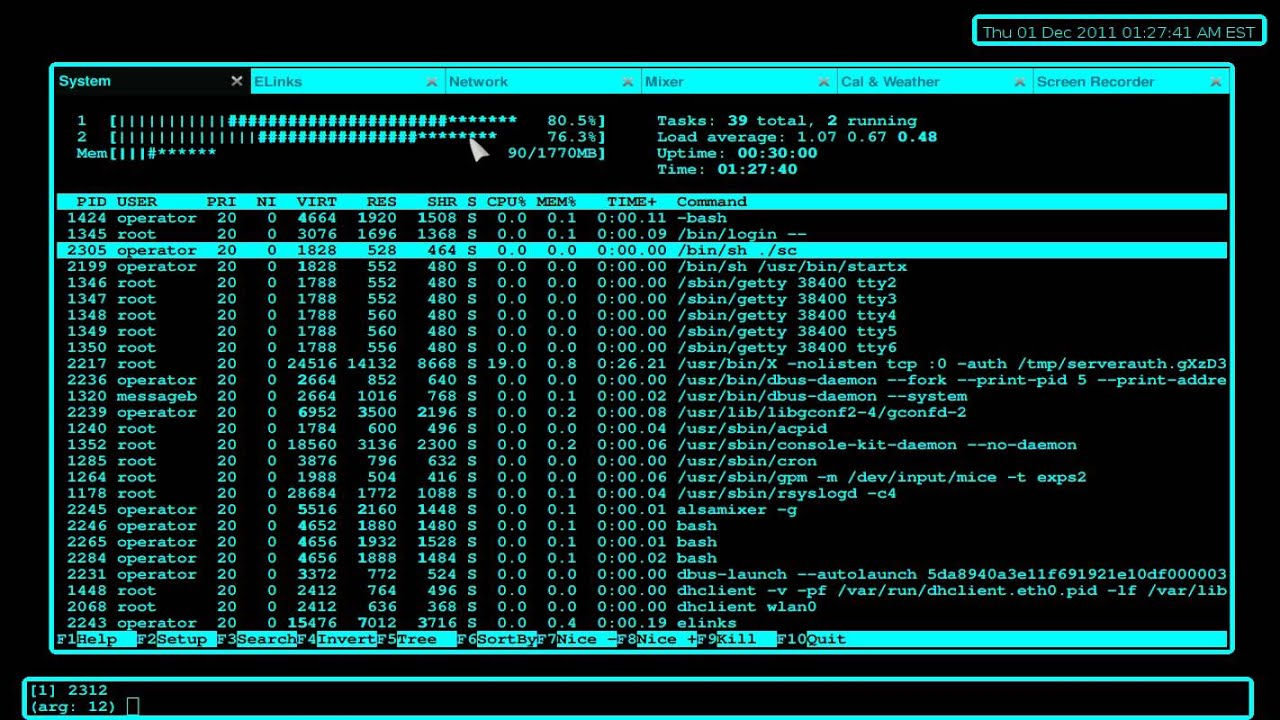 Thu 01 Dec 2011 01:27:41 AM EST
System ELinks Network Mixer Cal & Weather Screen Recorder
1 [|||||||||||######################******* 80.5%] Tasks: 39 total, 2 running
2 [||||||||||||||################******** 76.3%] Load average: 1.07 0.67 0.48
Mem[|||#****** 90/1770MB] Uptime: 00:30:00
Time: 01:27:40
PID USER PRI NI VIRT RES SHR S CPU% MEM% TIME+ Command
1424 operator 20 0 4664 1920 1508 S 0.0 0.1 0:00.11 -bash
1345 root 20 0 3076 1696 1368 S 0.0 0.1 0:00.09 /bin/login --
2305 operator 20 0 1828 528 464 S 0.0 0.0 0:00.00 /bin/sh ./sc
2199 operator 20 0 1828 552 480 S 0.0 0.0 0:00.00 /bin/sh /usr/bin/startx
1346 root 20 0 1788 552 480 S 0.0 0.0 0:00.00 /sbin/getty 38400 tty2
1347 root 20 0 1788 552 480 S 0.0 0.0 0:00.00 /sbin/getty 38400 tty3
1348 root 20 0 1788 560 480 S 0.0 0.0 0:00.00 /sbin/getty 38400 tty4
1349 root 20 0 1788 560 480 S 0.0 0.0 0:00.00 /sbin/getty 38400 tty5
1350 root 20 0 1788 556 480 S 0.0 0.0 0:00.00 /sbin/getty 38400 tty6
2217 root 20 0 24516 14132 8668 S 19.0 0.8 0:26.21 /usr/bin/X -nolisten tcp :0 -auth /tmp/serverauth.gXzD3
2236 operator 20 0 2664 852 640 S 0.0 0.0 0:00.00 /usr/bin/dbus-daemon --fork --print-pid 5 --print-addre
1320 messageb 20 0 2664 1016 768 S 0.0 0.1 0:00.02 /usr/bin/dbus-daemon --system
2239 operator 20 0 6952 3500 2196 S 0.0 0.2 0:00.08 /usr/lib/libgconf2-4/gconfd-2
1240 root 20 0 1784 600 496 S 0.0 0.0 0:00.04 /usr/sbin/acpid
1352 root 20 0 18560 3136 2300 S 0.0 0.2 0:00.06 /usr/sbin/console-kit-daemon --no-daemon
1285 root 20 0 3876 796 632 S 0.0 0.0 0:00.00 /usr/sbin/cron
1264 root 20 0 1988 504 416 S 0.0 0.0 0:00.06 /usr/sbin/gpm -m /dev/input/mice -t exps2
1178 root 20 0 28684 1772 1088 S 0.0 0.1 0:00.04 /usr/sbin/rsyslogd -c4
2245 operator 20 0 5516 2160 1448 S 0.0 0.1 0:00.01 alsamixer -g
2246 operator 20 0 4652 1880 1480 S 0.0 0.1 0:00.00 bash
2265 operator 20 0 4656 1932 1528 S 0.0 0.1 0:00.01 bash
2284 operator 20 0 4656 1888 1484 S 0.0 0.1 0:00.02 bash
2231 operator 20 0 3372 772 524 S 0.0 0.0 0:00.00 dbus-launch --autolaunch 5da8940a3e11f691921e10df000003
1448 root 20 0 2412 764 496 S 0.0 0.0 0:00.00 dhclient -v -pf /var/run/dhclient.eth0.pid -lf /var/lib
2068 root 20 0 2412 636 368 S 0.0 0.0 0:00.00 dhclient wlan0
2243 operator 20 0 15476 7012 3716 S 0.0 0.4 0:00.19 elinks
F1Help F2Setup F3SearchF4InvertF5Tree F6SortByF7Nice -F8Nice +F9Kill F10Quit
[1] 2312
(arg: 12)